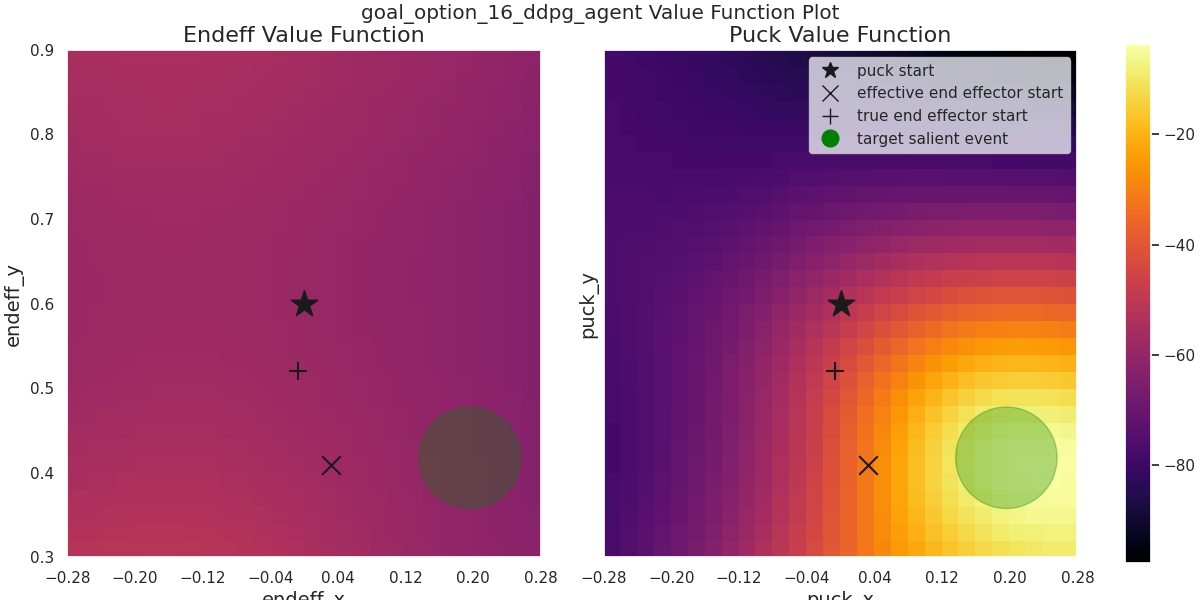 goal_option_16_ddpg_agent Value Function Plot
Endeff Value Function
Puck Value Function
endeff_y
0.9
0.8
0.7
0.6
0.5
0.4
0.3
−0.28 −0.20 −0.12 −0.04 0.04 0.12 0.20 0.28
endeff_x
puck_y
puck start
effective end effector start
true end effector start
target salient event
−0.28 −0.20 −0.12 −0.04 0.04 0.12 0.20 0.28
puck_x
−20
−40
−60
−80